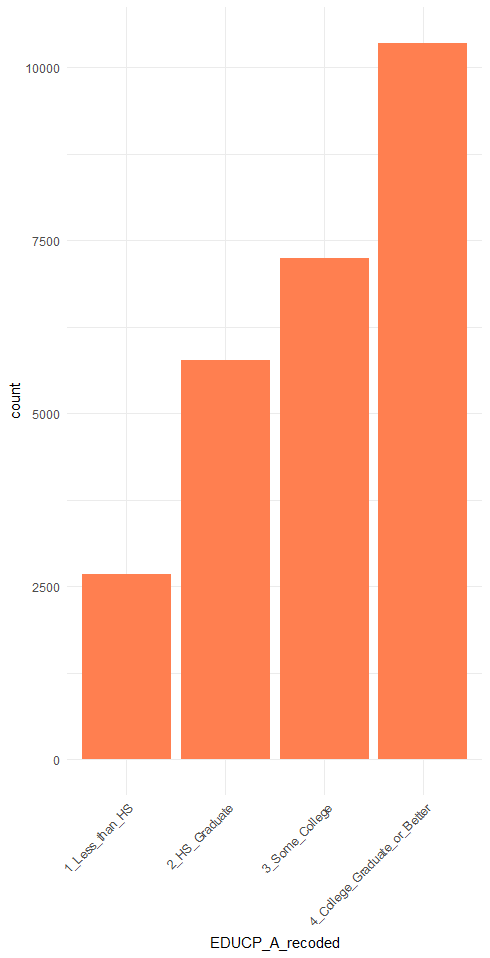 10000
7500
5000
2500
0
count
1_Less_than_HS
2_HS_Graduate
3_Some_College
4_College_Graduate_or_Better
EDUCP_A_recoded